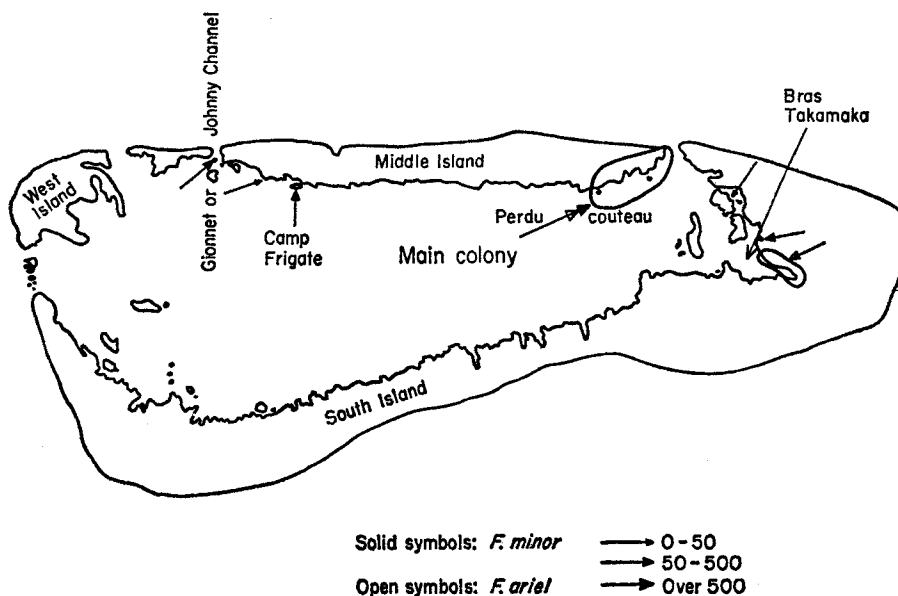 Gionnet or Johnny Channel
Bras
Takamaka
Middle Island
West
Island
Camp
Frigate
Perdu couteau
Main colony
South Island
Solid symbols: F. minor
0-50
50-500
Open symbols: F. ariel
Over 500